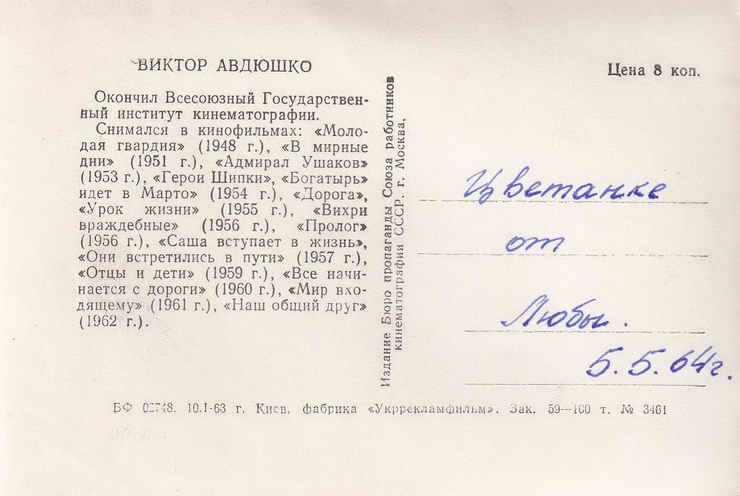 ВИКТОР АВДЮШКО
Окончил Всесоюзный Государствен-
ный институт кинематографии.
Снимался в кинофильмах: «Моло-
дая гвардия» (1948 г.), «В мирные
дни» (1951 г.), «Адмирал Ушаков»
(1953 г.), «Герои Шипки», «Богатырь»
идет в Марто» (1954 г.), «Дорога»,
«Урок жизни» (1955 г.), «Вихри
враждебные» (1956 г.), «Пролог»
(1956 г.), «Саша вступает в жизнь»,
«Они встретились в пути» (1957 г.),
«Отцы и дети» (1959 г.), «Все начи-
нается с дороги» (1960 г.), «Мир вхо-
дящему» (1961 г.), «Наш общий друг»
(1962 г.).
Издание Бюро пропаганды Союза работников
кинематографии СССР. г. Москва,
Цена 8 коп.
Цветанке
от
Любы.
5.5.64г.
БФ 02748. 10.1-63 г. Киев, фабрика «Укррекламфильм». Зак. 59—100 т. № 3461